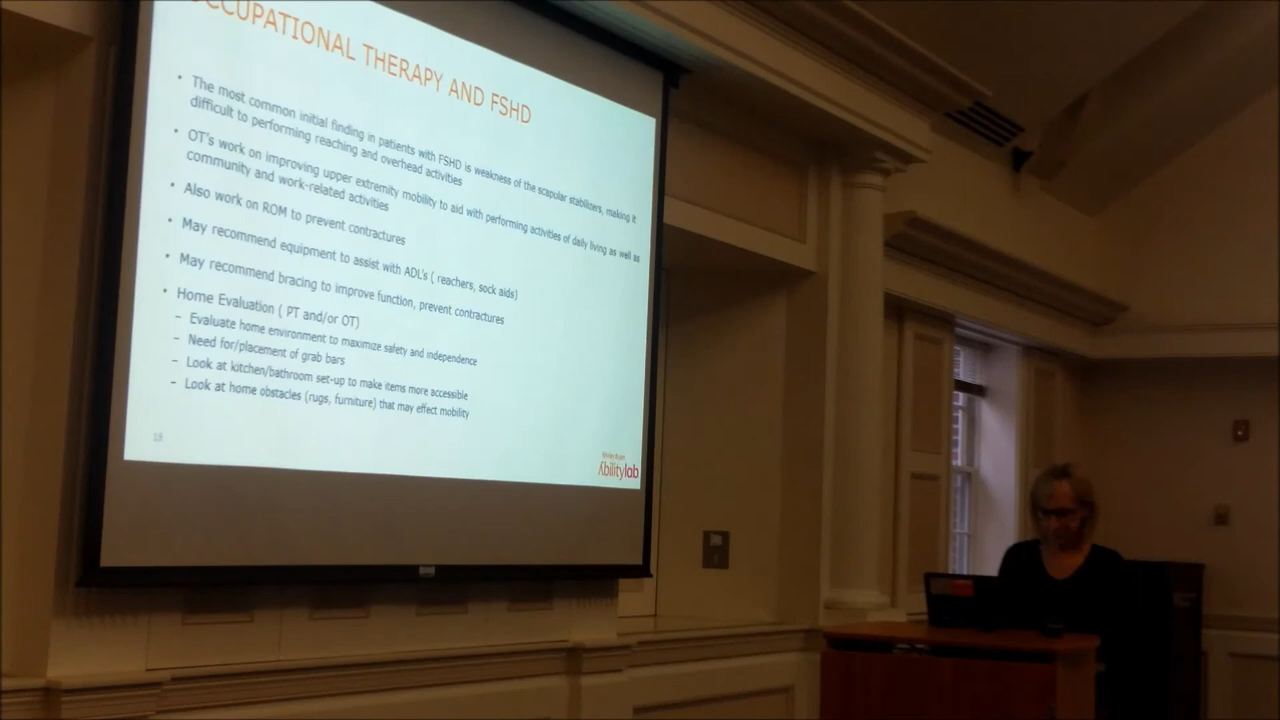 OCCUPATIONAL THERAPY AND FSHD
• The most common initial finding in patients with FSHD is weakness of the scapular stabilizers, making it
difficult to performing reaching and overhead activities
• OT's work on improving upper extremity mobility to aid with performing activities of daily living as well as
community and work-related activities
• Also work on ROM to prevent contractures
• May recommend equipment to assist with ADL's ( reachers, sock aids)
• May recommend bracing to improve function, prevent contractures
• Home Evaluation ( PT and/or OT)
– Evaluate home environment to maximize safety and independence
– Need for/placement of grab bars
– Look at kitchen/bathroom set-up to make items more accessible
– Look at home obstacles (rugs, furniture) that may effect mobility
18
Shirley Ryan
Abilitylab